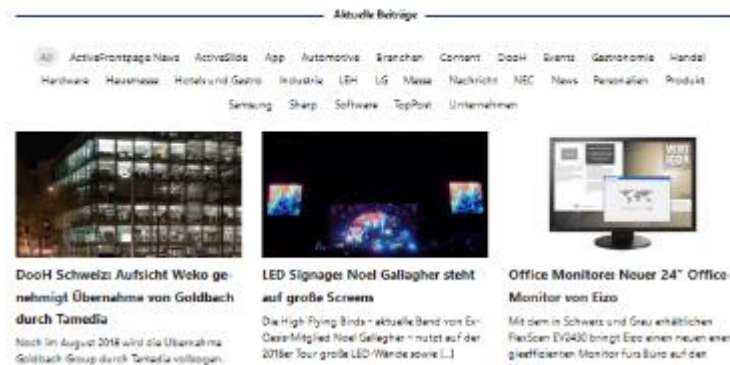 Aktuelle Beiträge
All ActiveFrontpage News ActiveSlide App Automotive Branchen Content DooH Events Gastronomie Handel
Hardware Hausmesse Hotels und Gastro Industrie LEH LG Messe Nachricht NEC News Personalien Produkt
Samsung Sharp Software TopPost Unternehmen
DooH Schweiz: Aufsicht Weko ge-
nehmigt Übernahme von Goldbach
durch Tamedia
Noch im August 2018 wird die Übernahme
Goldbach Group durch Tamedia vollzogen.
LED Signage: Noel Gallagher steht
auf große Screens
Die High Flying Birds – aktuelle Band von Ex-
Oasis-Mitglied Noel Gallagher – nutzt auf der
2018er Tour große LED-Wände sowie [...]
Office Monitore: Neuer 24" Office-
Monitor von Eizo
Mit dem in Schwarz und Grau erhältlichen
FlexScan EV2430 bringt Eizo einen neuen ener
gieeffizienten Monitor fürs Büro auf den